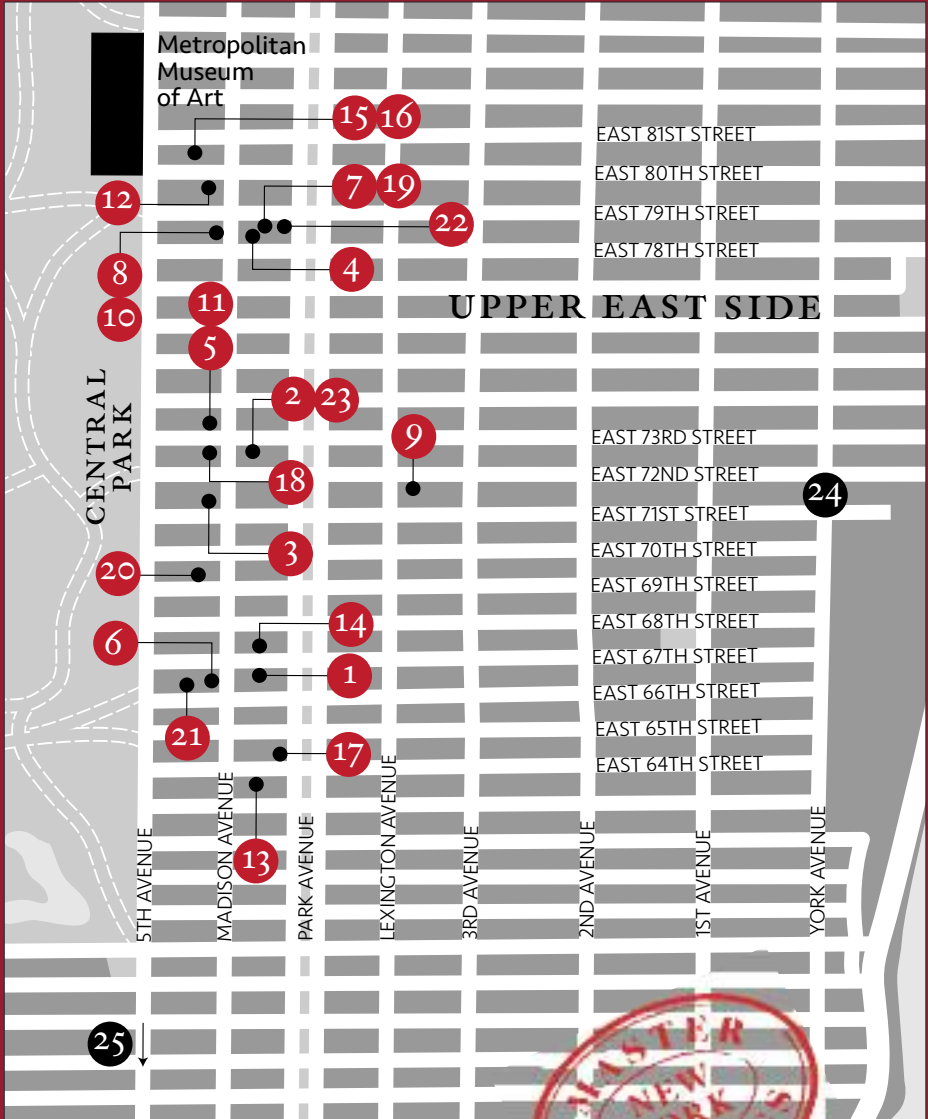 Metropolitan
Museum
of Art
15 16
EAST 81ST STREET
EAST 80TH STREET
12
7 19
EAST 79TH STREET
22
EAST 78TH STREET
8
4
10
11
UPPER EAST SIDE
5
CENTRAL
PARK
2 23
9
EAST 73RD STREET
EAST 72ND STREET
18
24
EAST 71ST STREET
3
EAST 70TH STREET
20
EAST 69TH STREET
14
EAST 68TH STREET
6
EAST 67TH STREET
1
EAST 66TH STREET
21
EAST 65TH STREET
17
EAST 64TH STREET
13
5TH AVENUE
MADISON AVENUE
PARK AVENUE
LEXINGTON AVENUE
3RD AVENUE
2ND AVENUE
1ST AVENUE
YORK AVENUE
25
MASTER
NEW